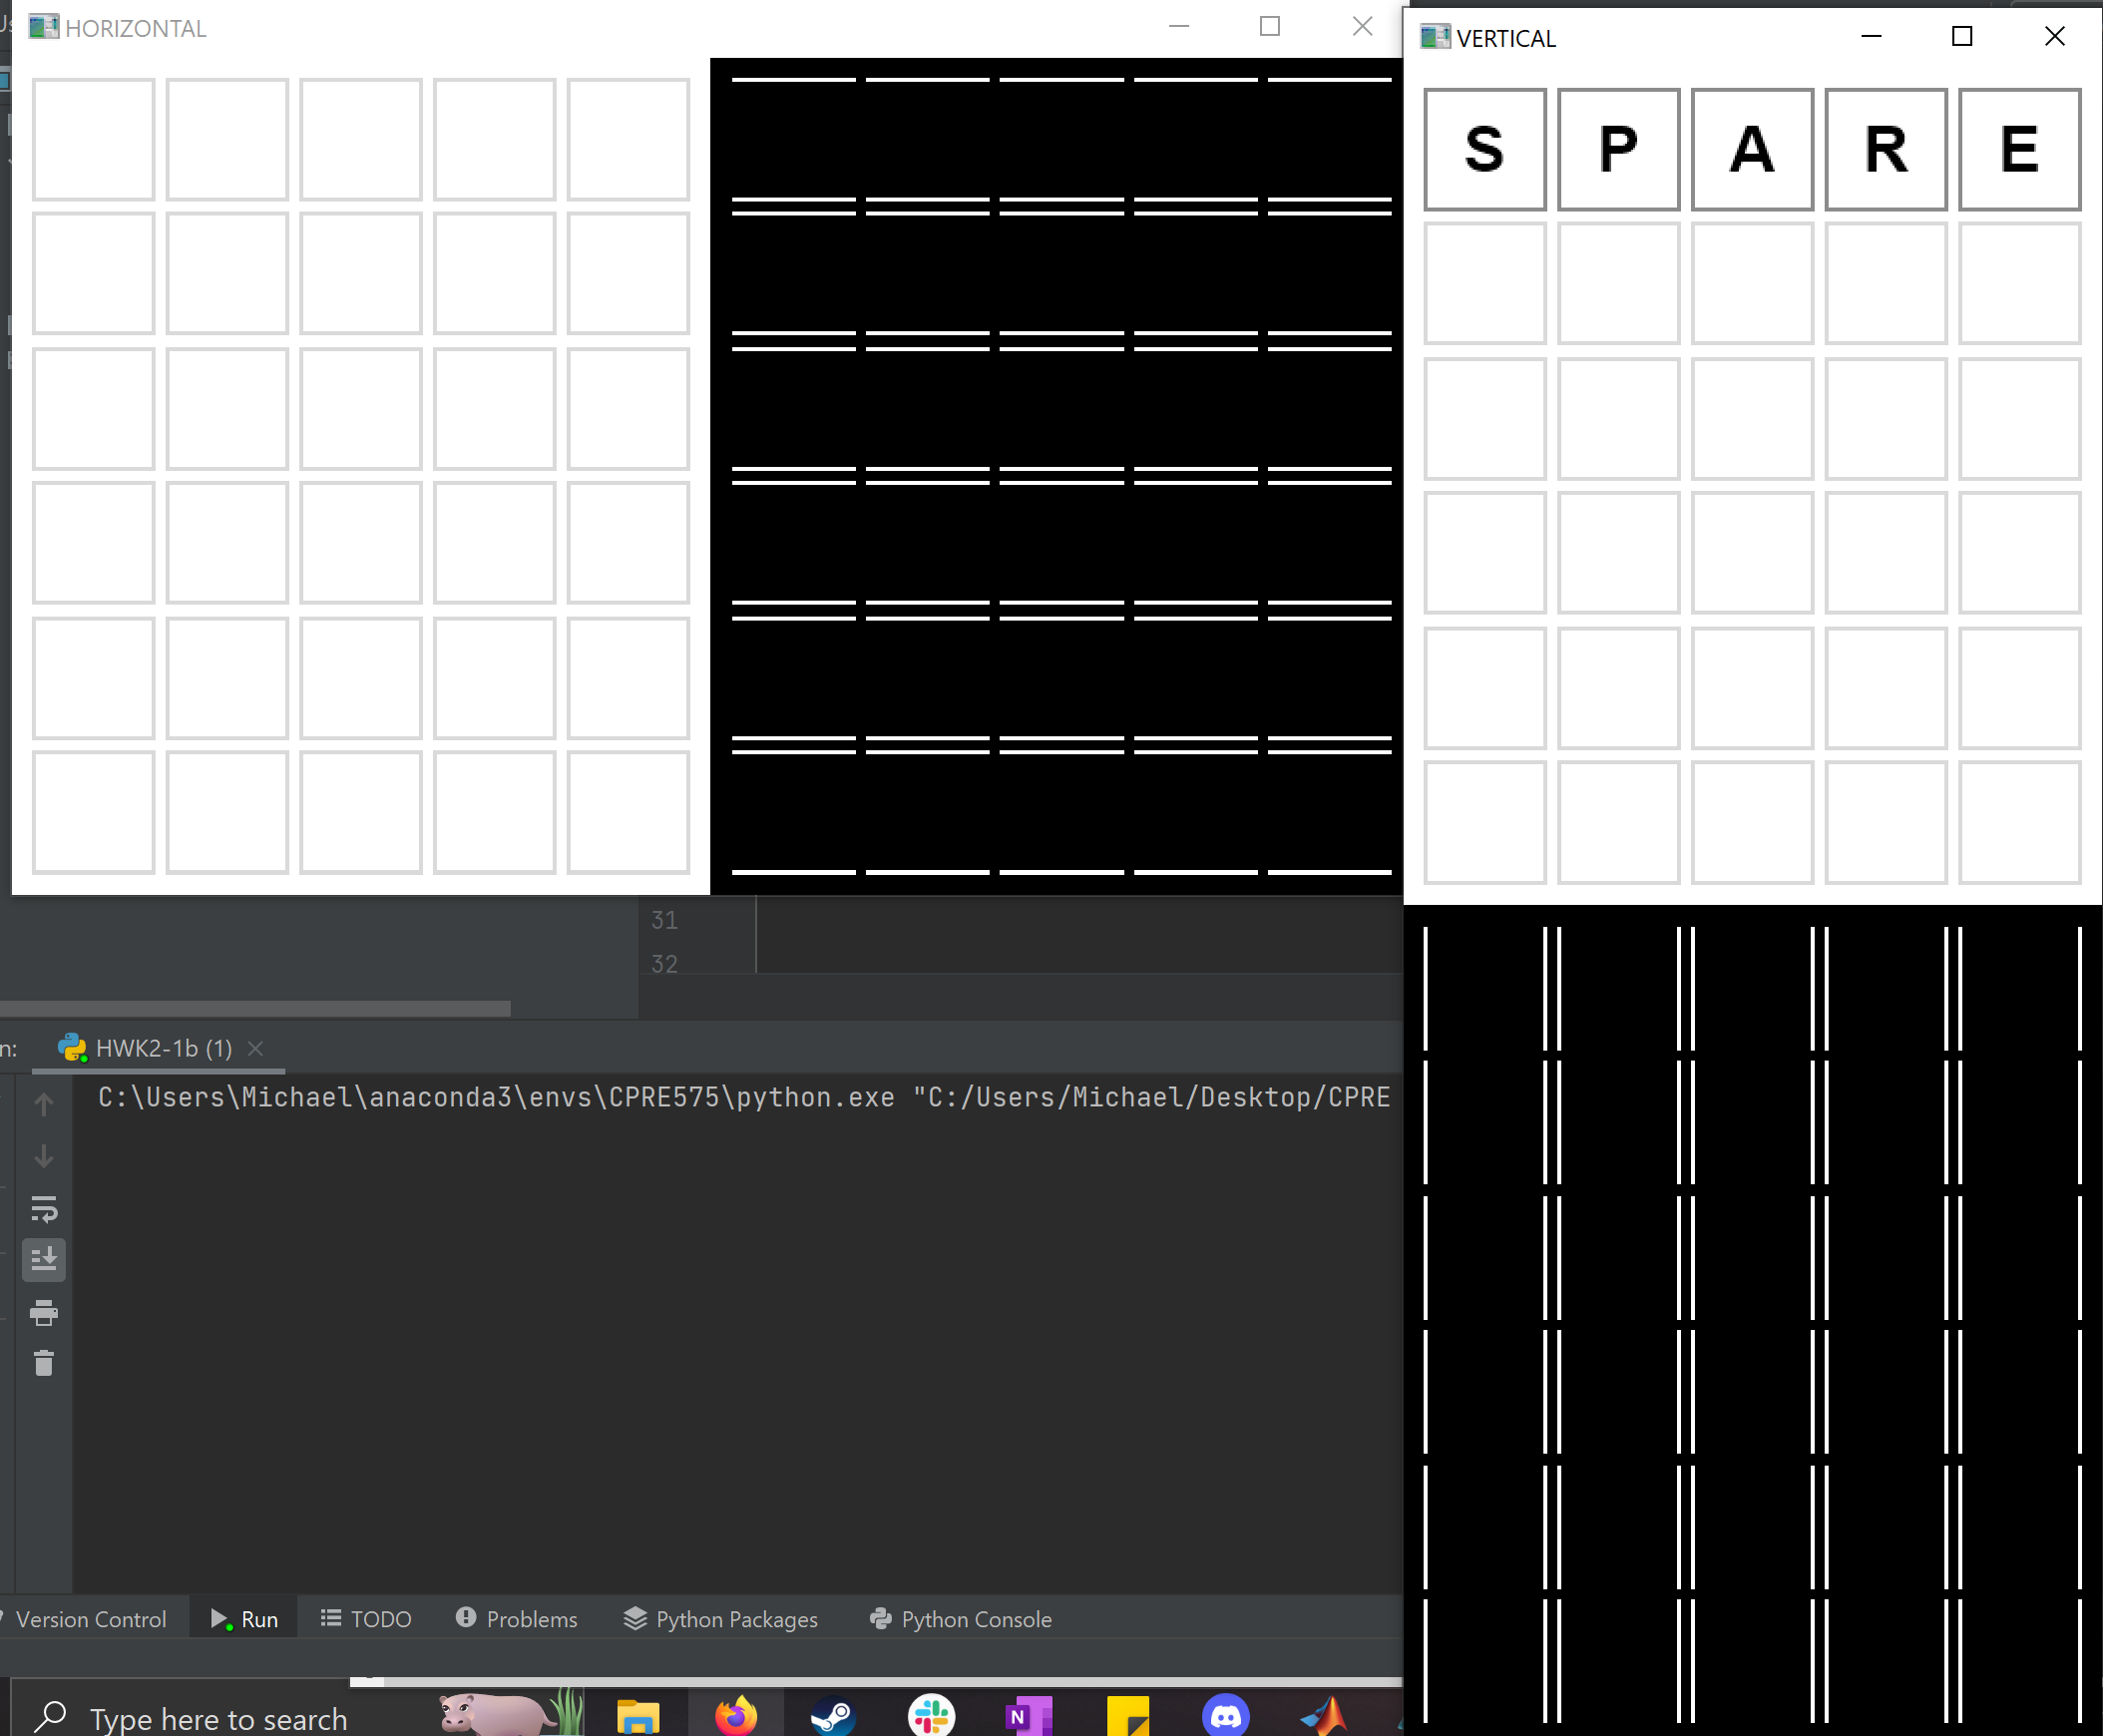 HORIZONTAL
VERTICAL
S P A R E
31
32
n:
HWK2-1b (1)
C:\Users\Michael\anaconda3\envs\CPRE575\python.exe "C:/Users/Michael/Desktop/CPRE
Version Control
Run
TODO
Problems
Python Packages
Python Console
Type here to search
N